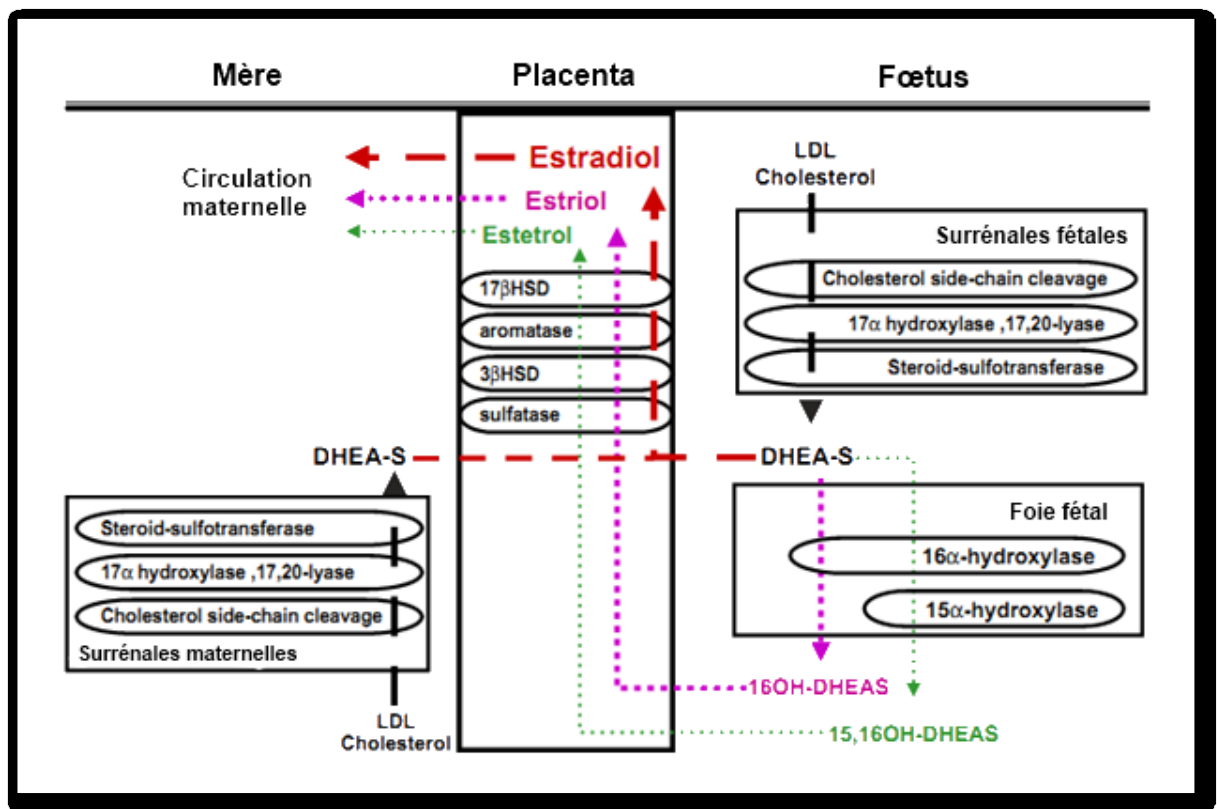 Mère
Placenta
Fœtus
Circulation
maternelle
Estradiol
Estriol
Estetrol
17βHSD
aromatase
3βHSD
sulfatase
LDL
Cholesterol
Surrénales fétales
Cholesterol side-chain cleavage
17α hydroxylase ,17,20-lyase
Steroid-sulfotransferase
DHEA-S
DHEA-S
Steroid-sulfotransferase
17α hydroxylase ,17,20-lyase
Cholesterol side-chain cleavage
Surrénales maternelles
LDL
Cholesterol
Foie fétal
16α-hydroxylase
15α-hydroxylase
16OH-DHEAS
15,16OH-DHEAS